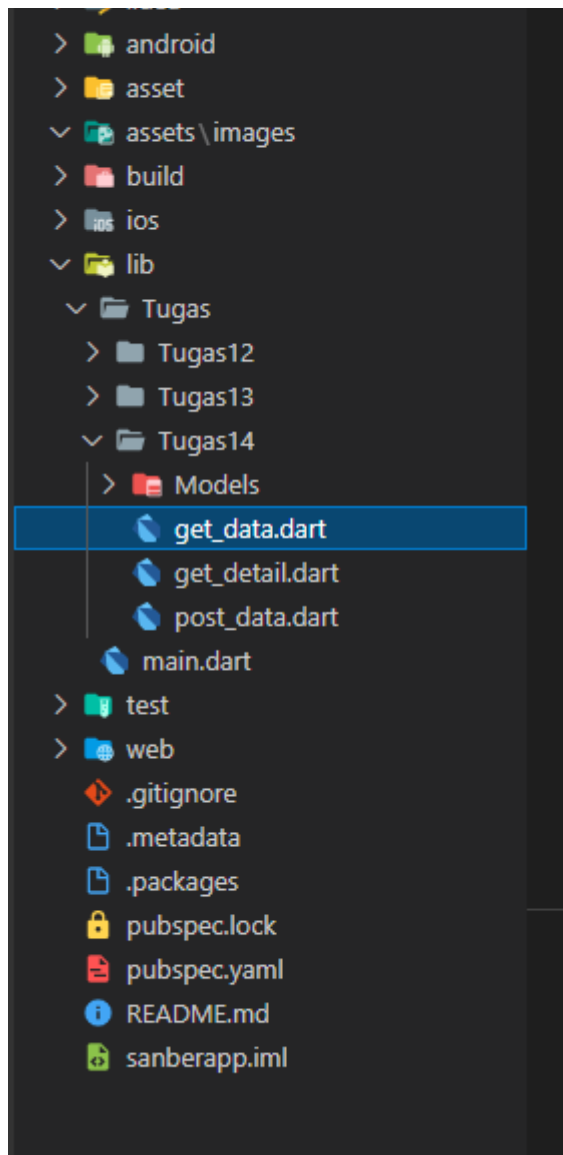 android
asset
assets\images
build
ios
lib
Tugas
Tugas12
Tugas13
Tugas14
Models
get_data.dart
get_detail.dart
post_data.dart
main.dart
test
web
.gitignore
.metadata
.packages
pubspec.lock
pubspec.yaml
README.md
sanberapp.iml